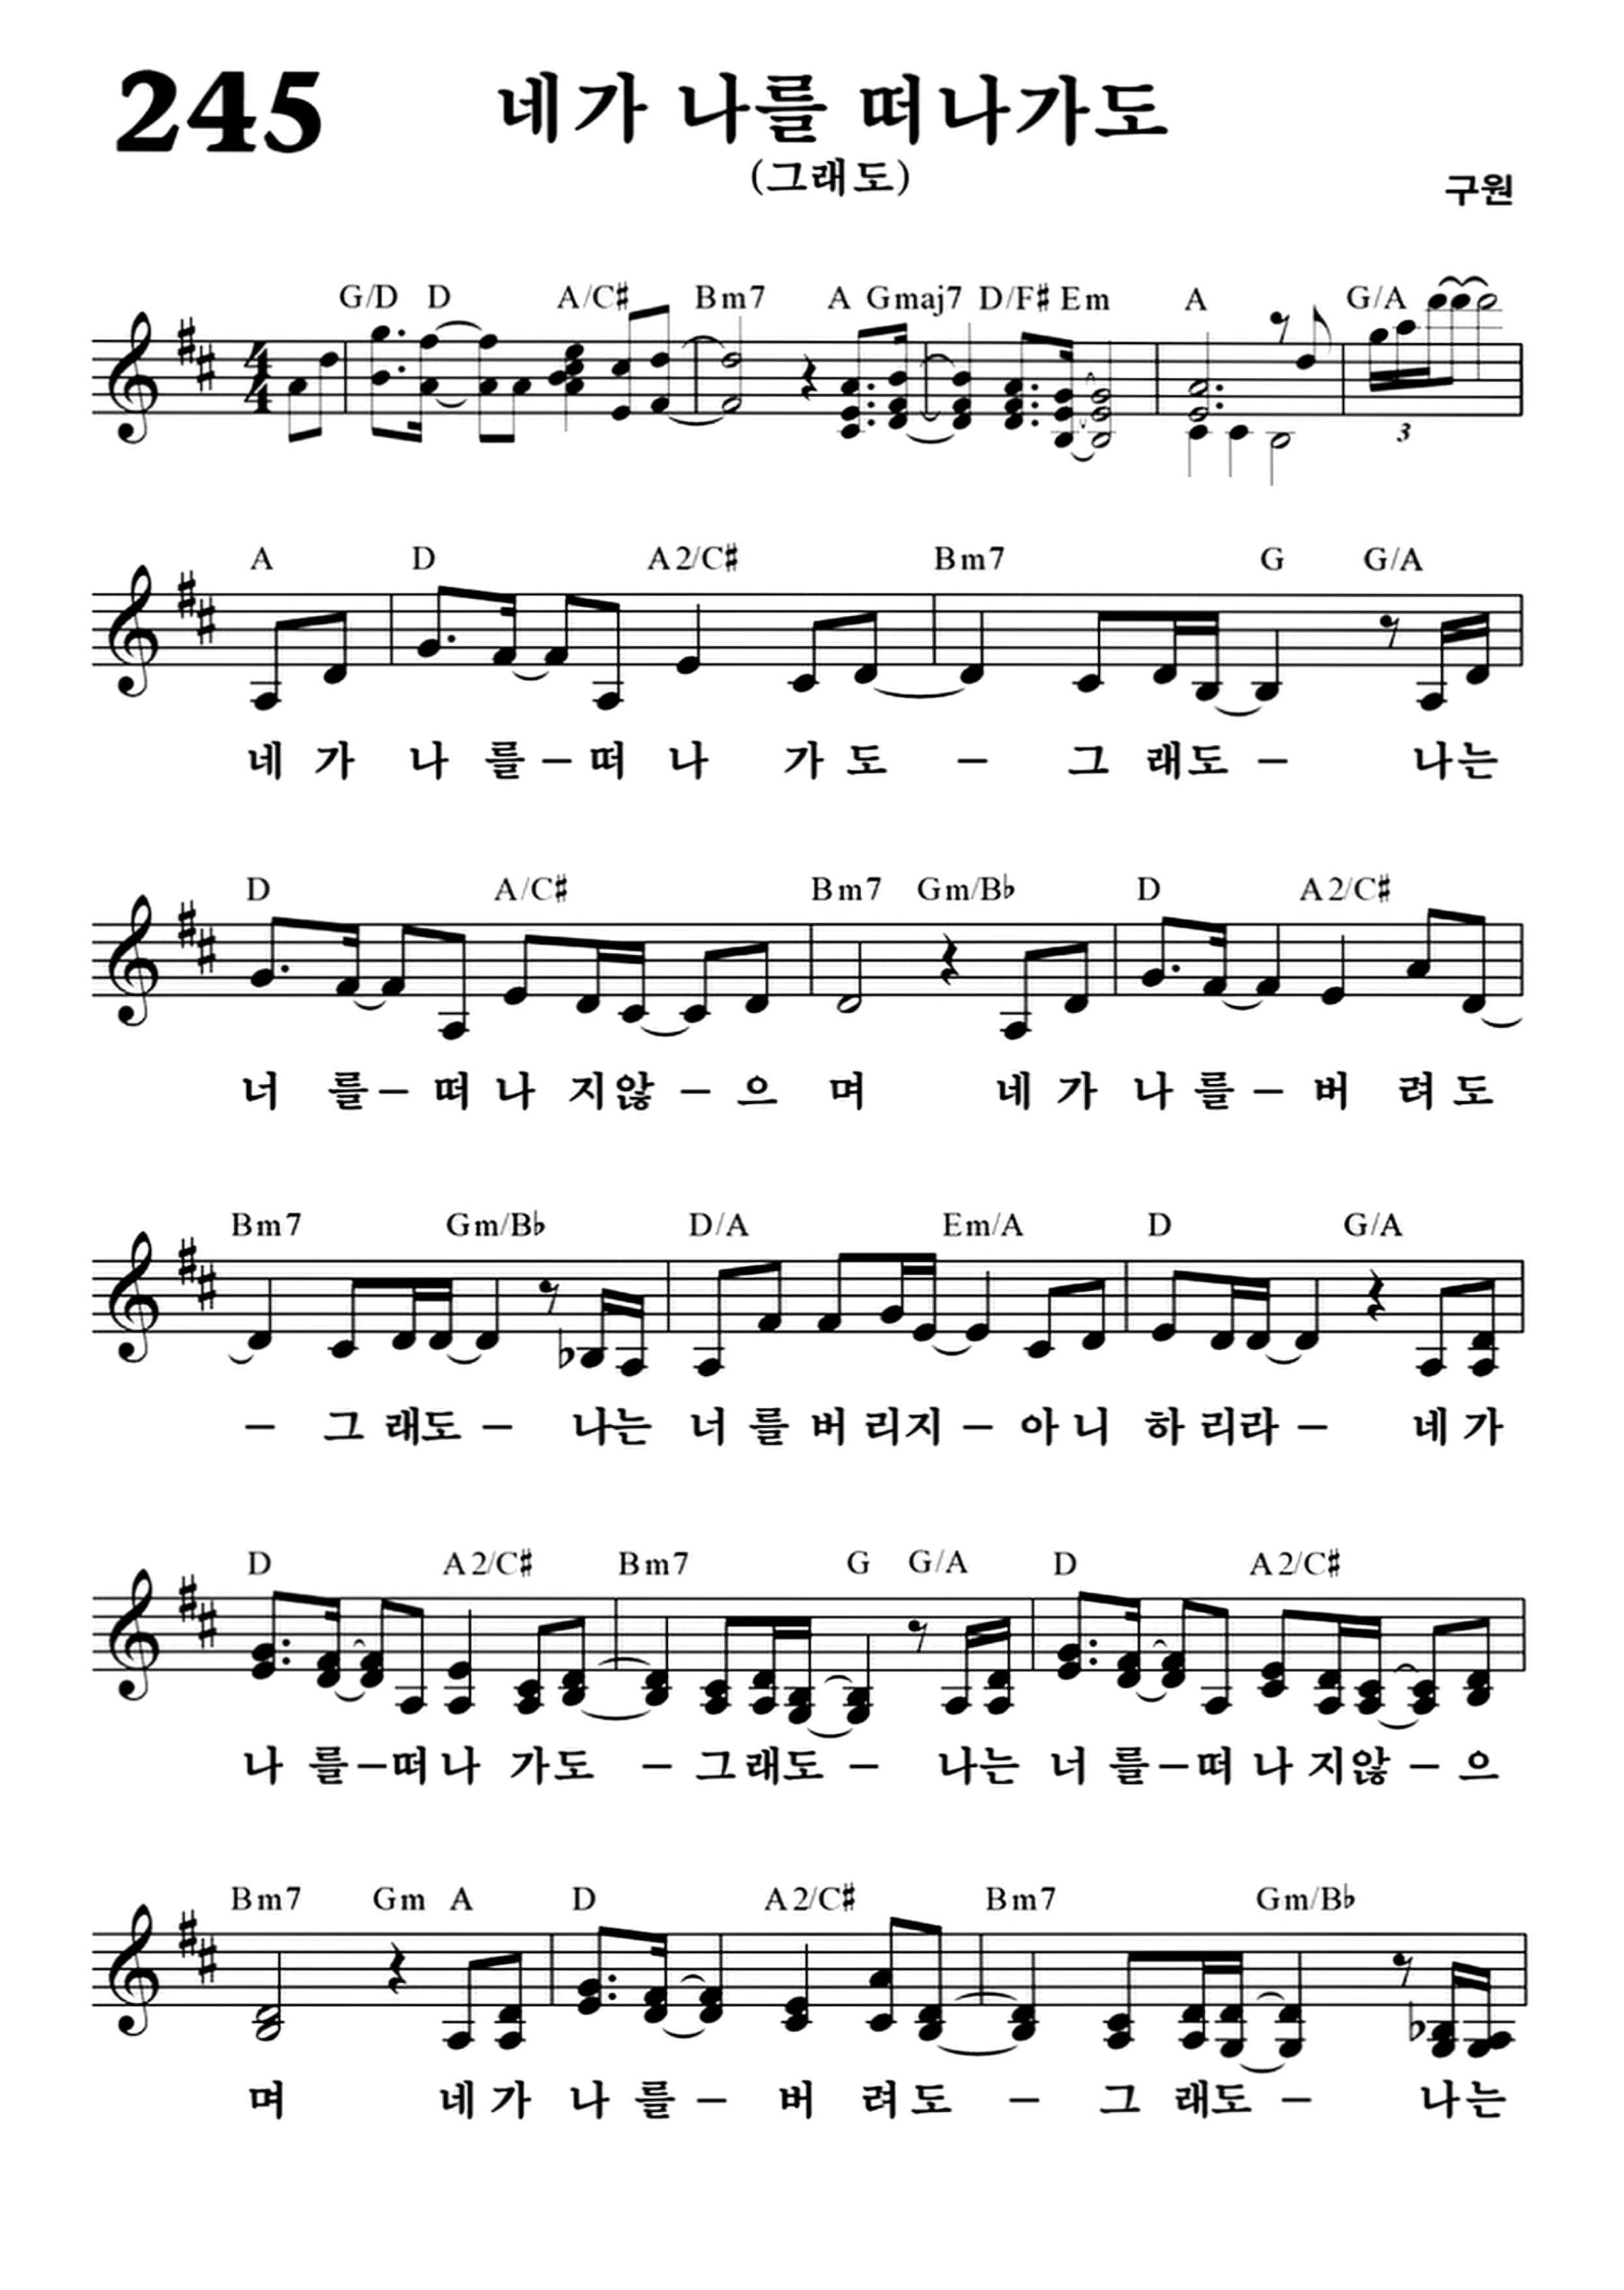 245
네가 나를 떠나가도
(그래도)
구원
G/D D A/C♯ Bm7 A Gmaj7 D/F♯ Em A G/A
3
A D A2/C♯ Bm7 G G/A
네 가 나 를 – 떠 나 가 도 – 그 래도 – 나는
D A/C♯ Bm7 Gm/B♭ D A2/C♯
너 를 – 떠 나 지않 – 으 며 네 가 나 를 – 버 려 도
Bm7 Gm/B♭ D/A Em/A D G/A
– 그 래도 – 나는 너 를 버 리지 – 아 니 하 리라 – 네 가
D A2/C♯ Bm7 G G/A D A2/C♯
나 를 – 떠 나 가도 – 그 래도 – 나는 너 를 – 떠 나 지않 – 으
Bm7 Gm A D A2/C♯ Bm7 Gm/B♭
며 네 가 나 를 – 버 려 도 – 그 래도 – 나는